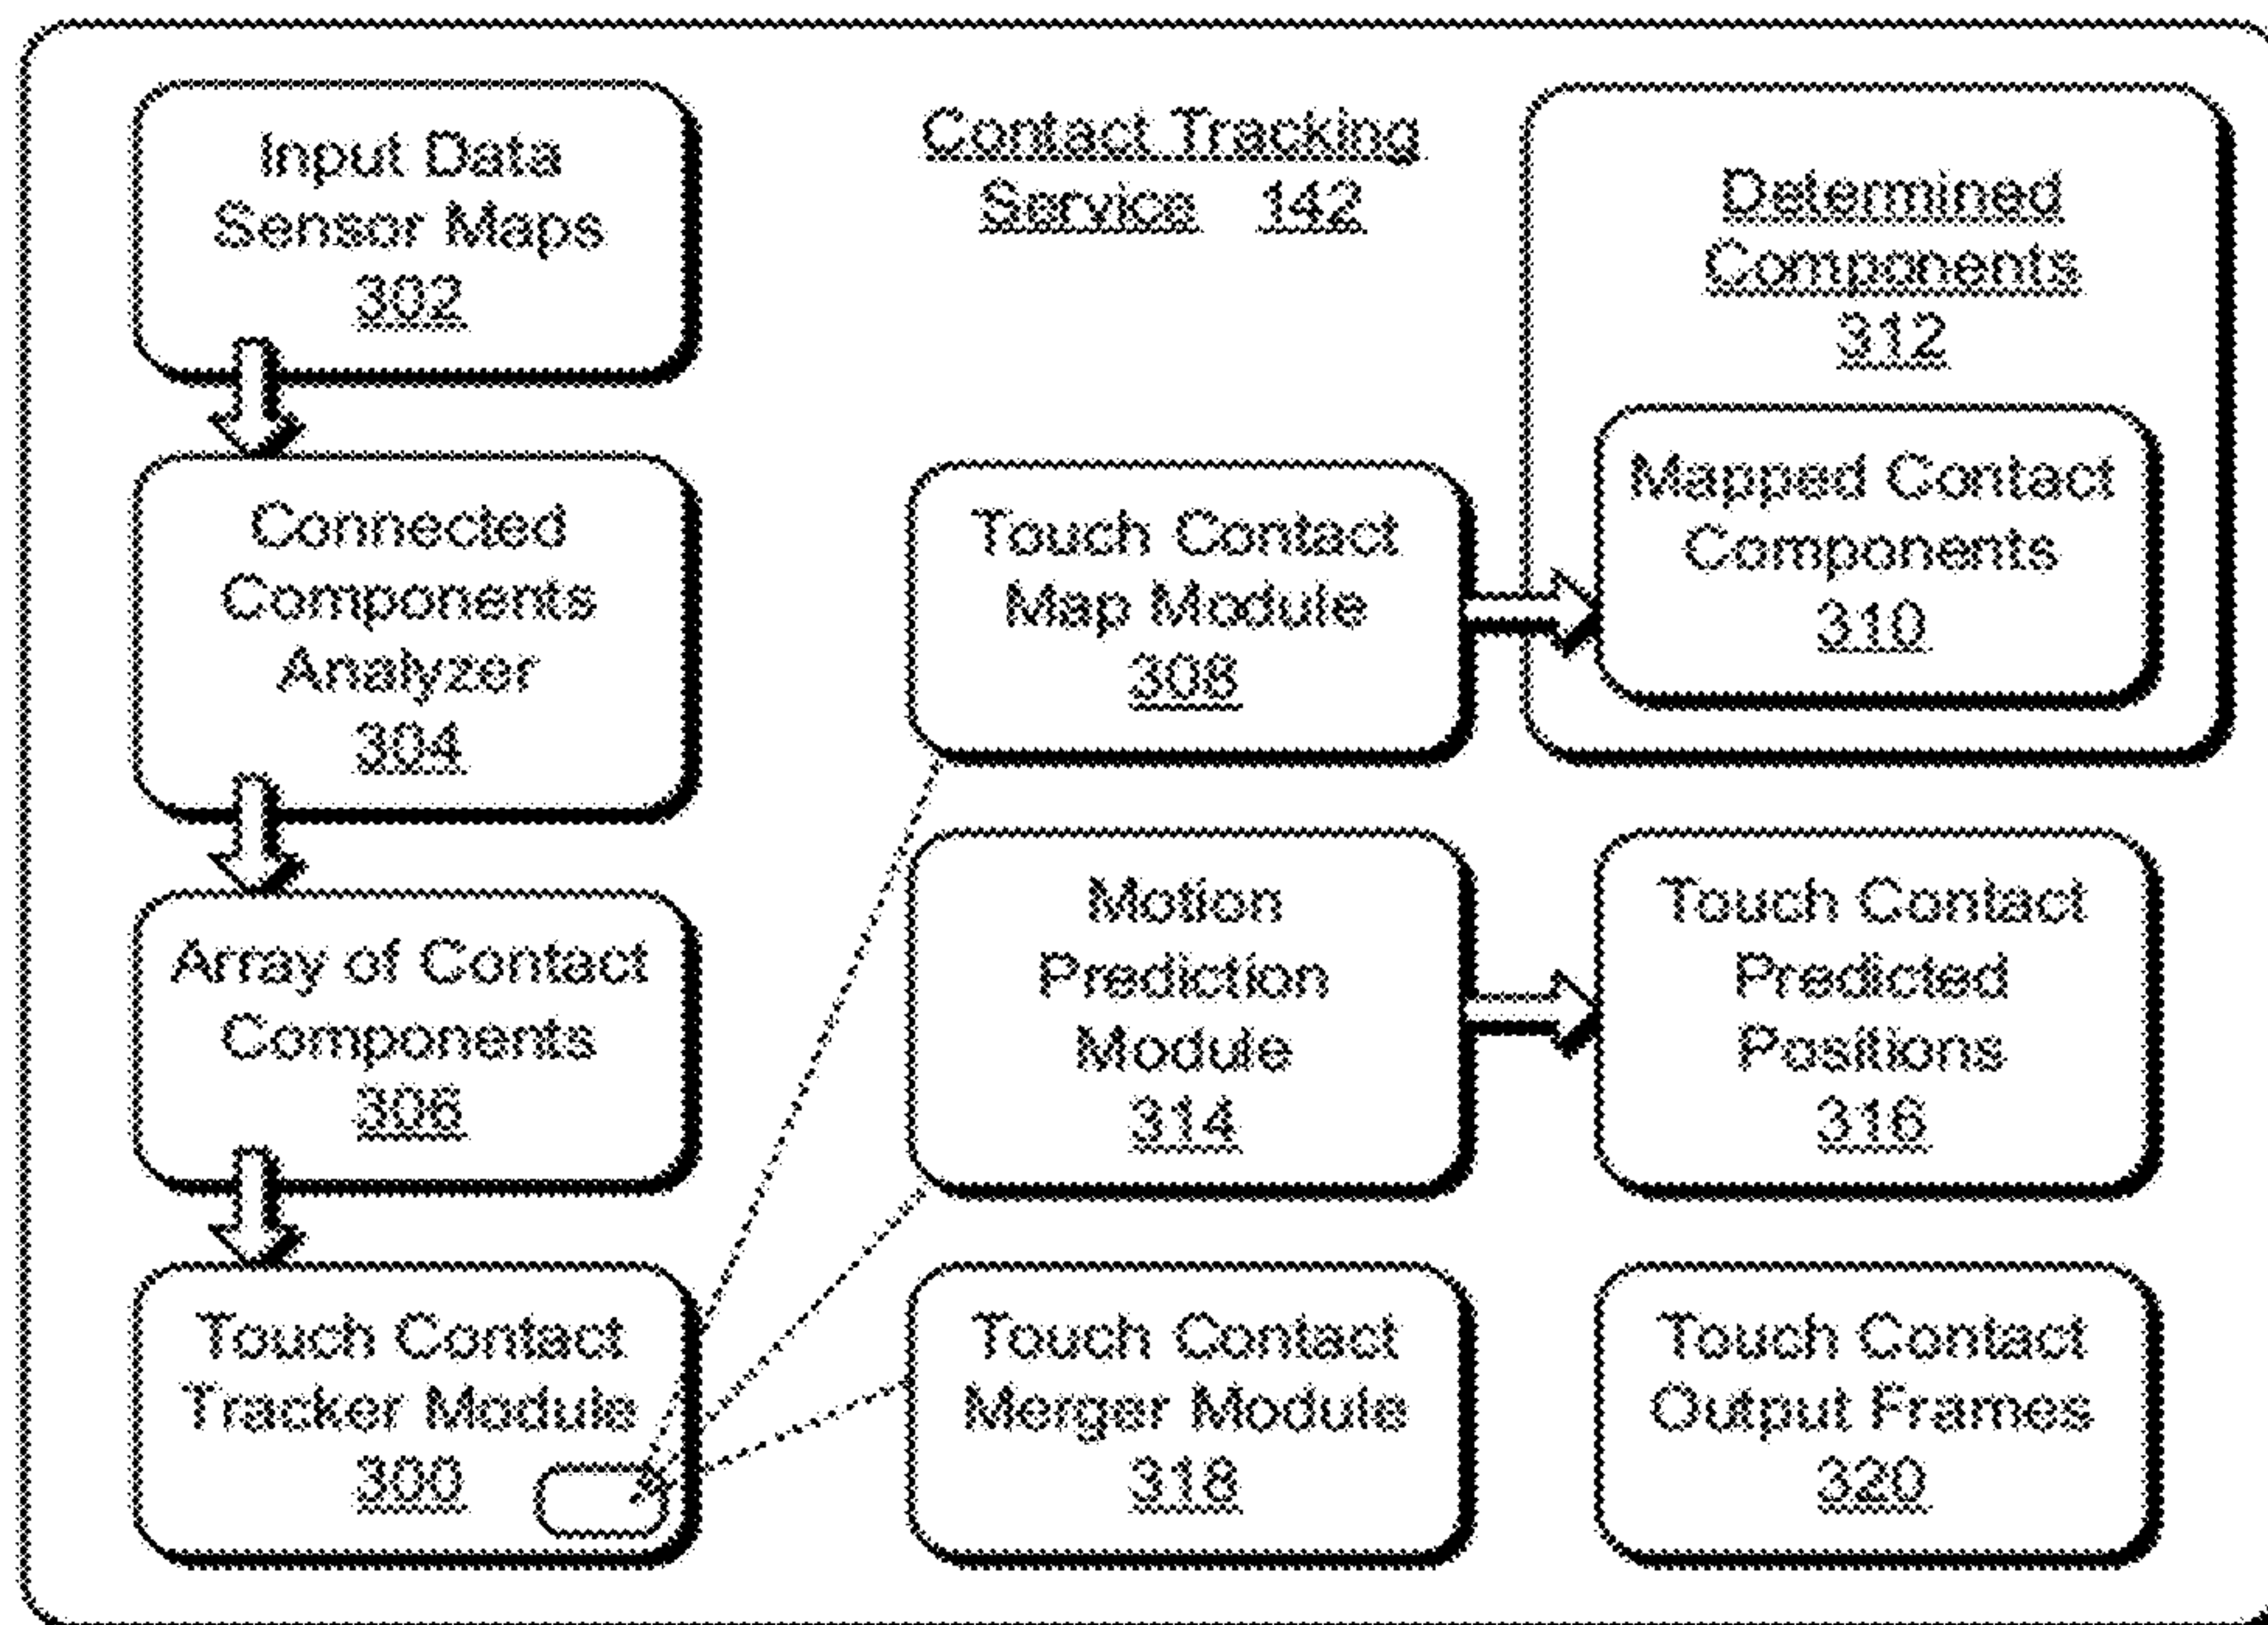 Input Data
Sensor Maps
302
Connected
Components
Analyzer
304
Array of Contact
Components
306
Touch Contact
Tracker Module
300
Contact Tracking
Service 142
Touch Contact
Map Module
308
Motion
Prediction
Module
314
Touch Contact
Merger Module
318
Determined
Components
312
Mapped Contact
Components
310
Touch Contact
Predicted
Positions
316
Touch Contact
Output Frames
320